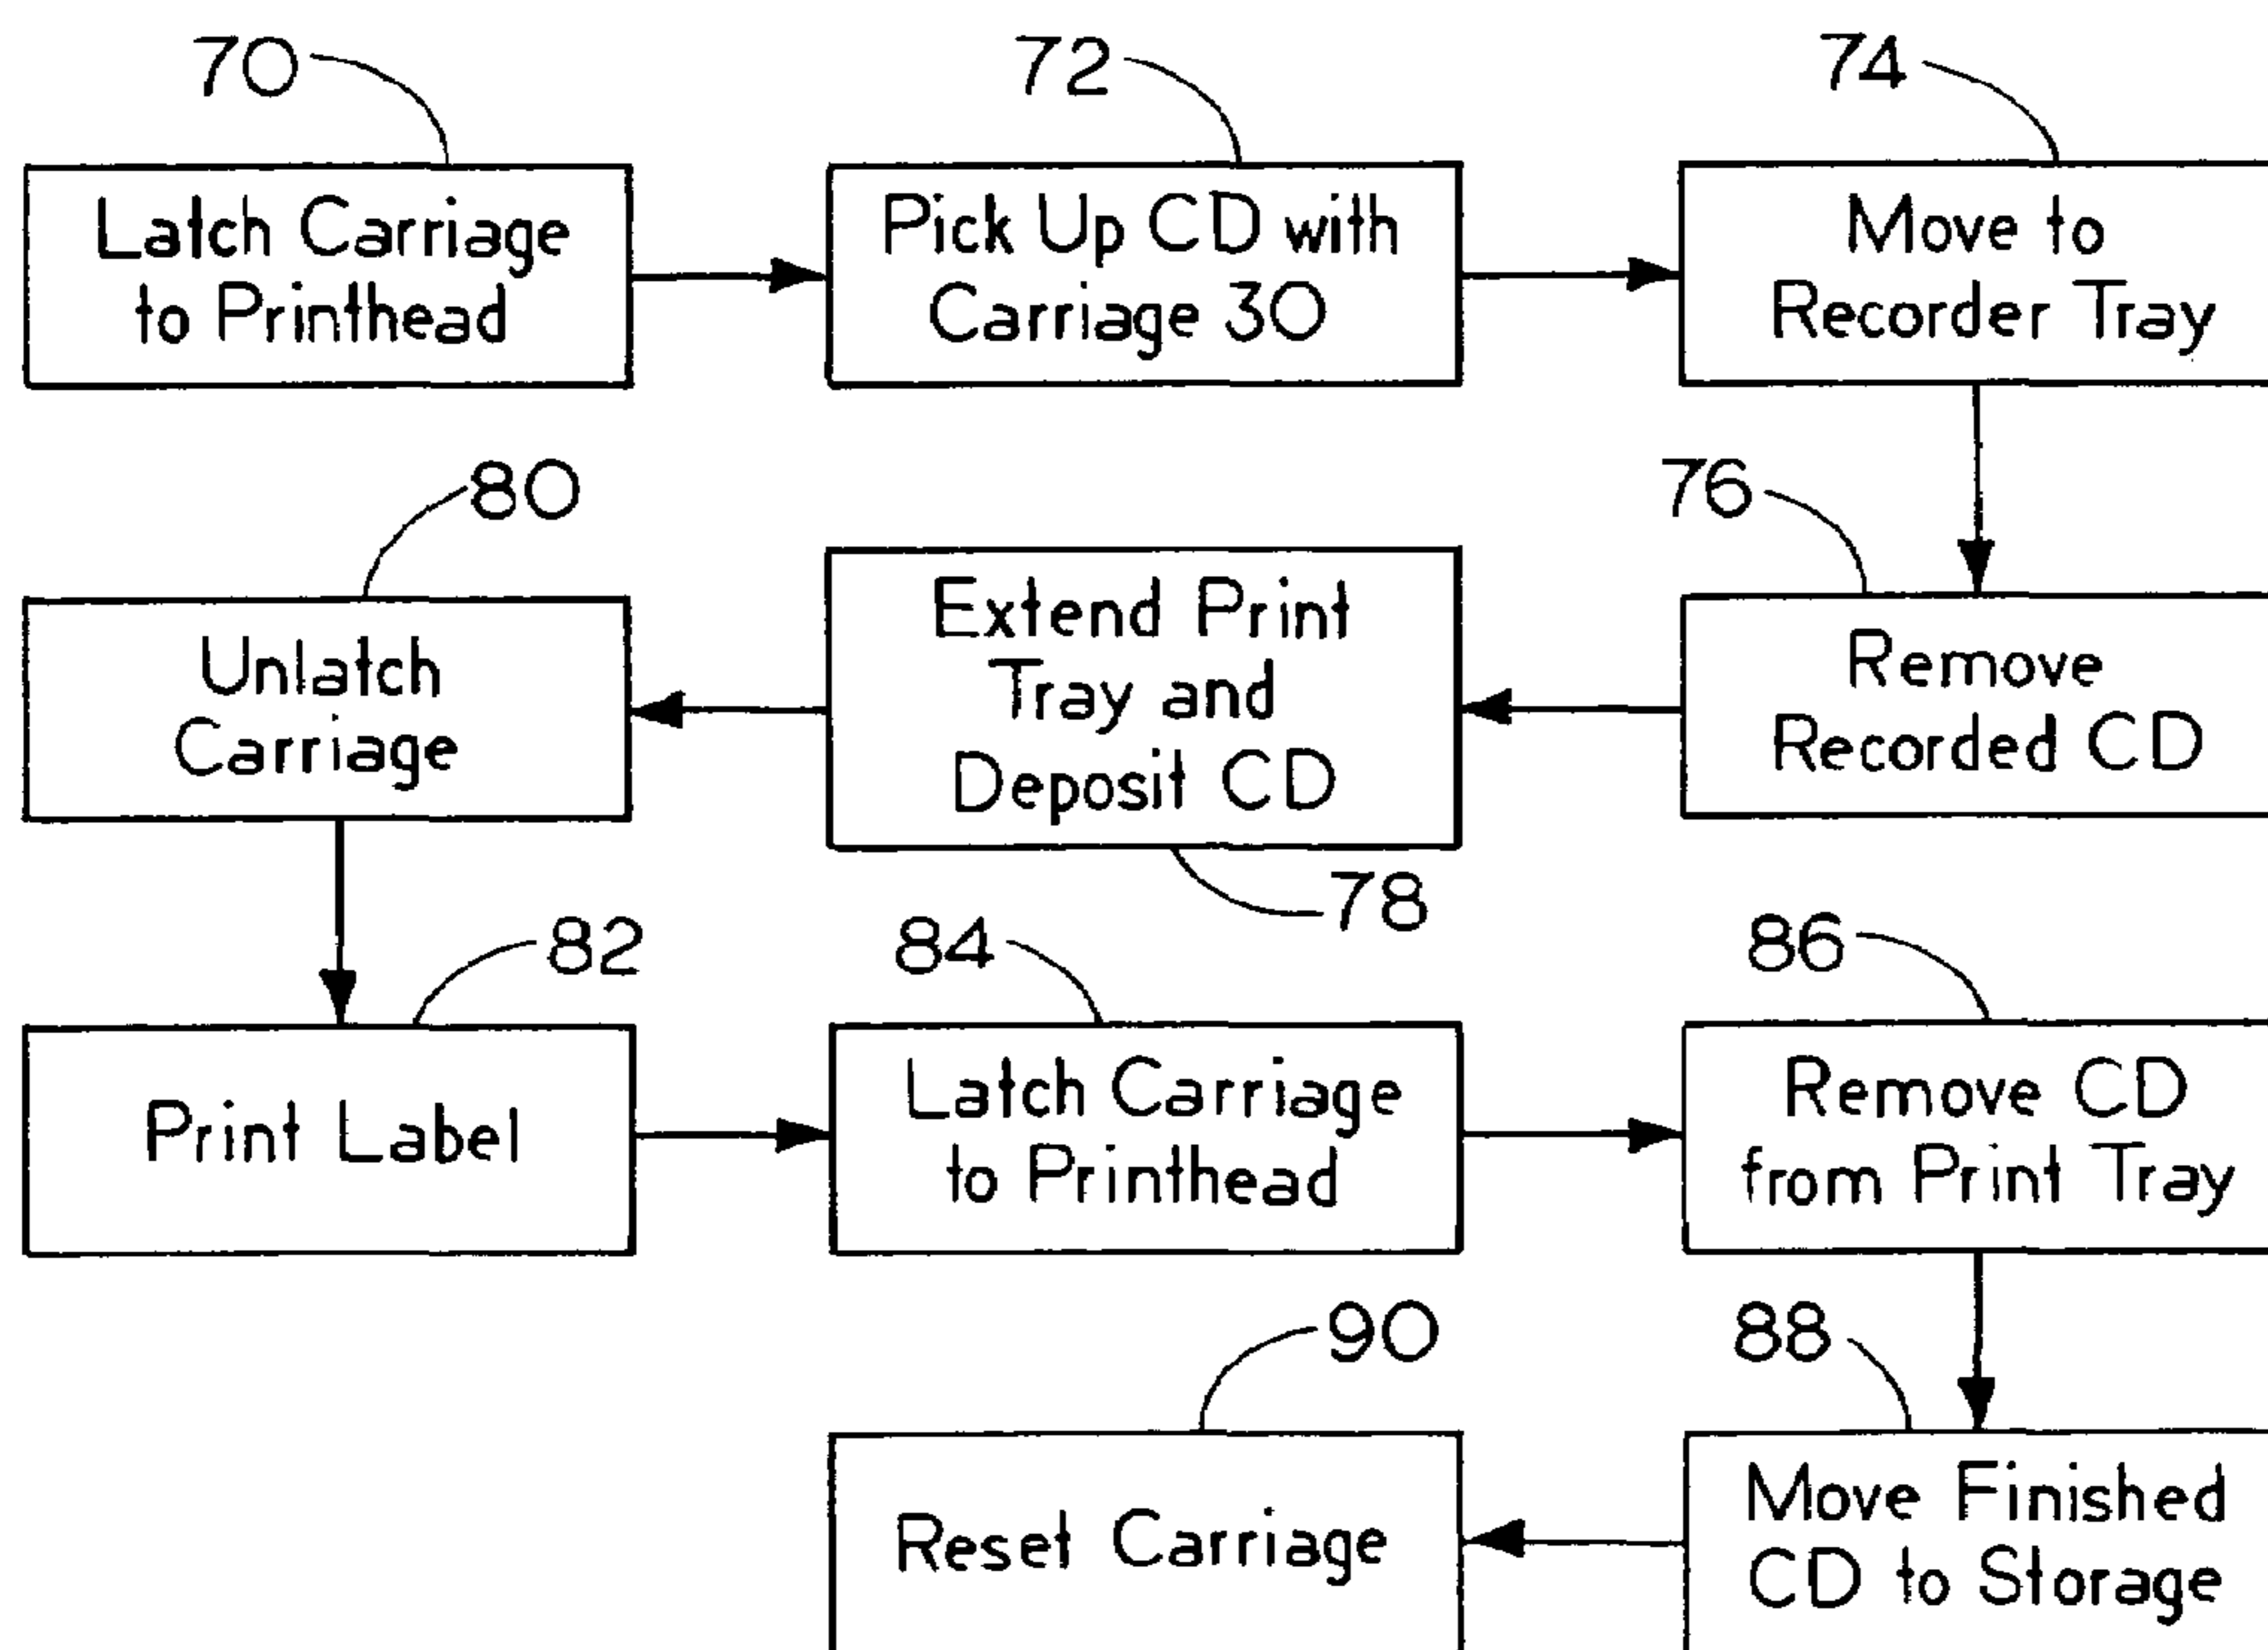 70
Latch Carriage
to Printhead
72
Pick Up CD with
Carriage 30
74
Move to
Recorder Tray
76
Remove
Recorded CD
Extend Print
Tray and
Deposit CD
78
80
Unlatch
Carriage
82
Print Label
84
Latch Carriage
to Printhead
86
Remove CD
from Print Tray
88
Move Finished
CD to Storage
90
Reset Carriage